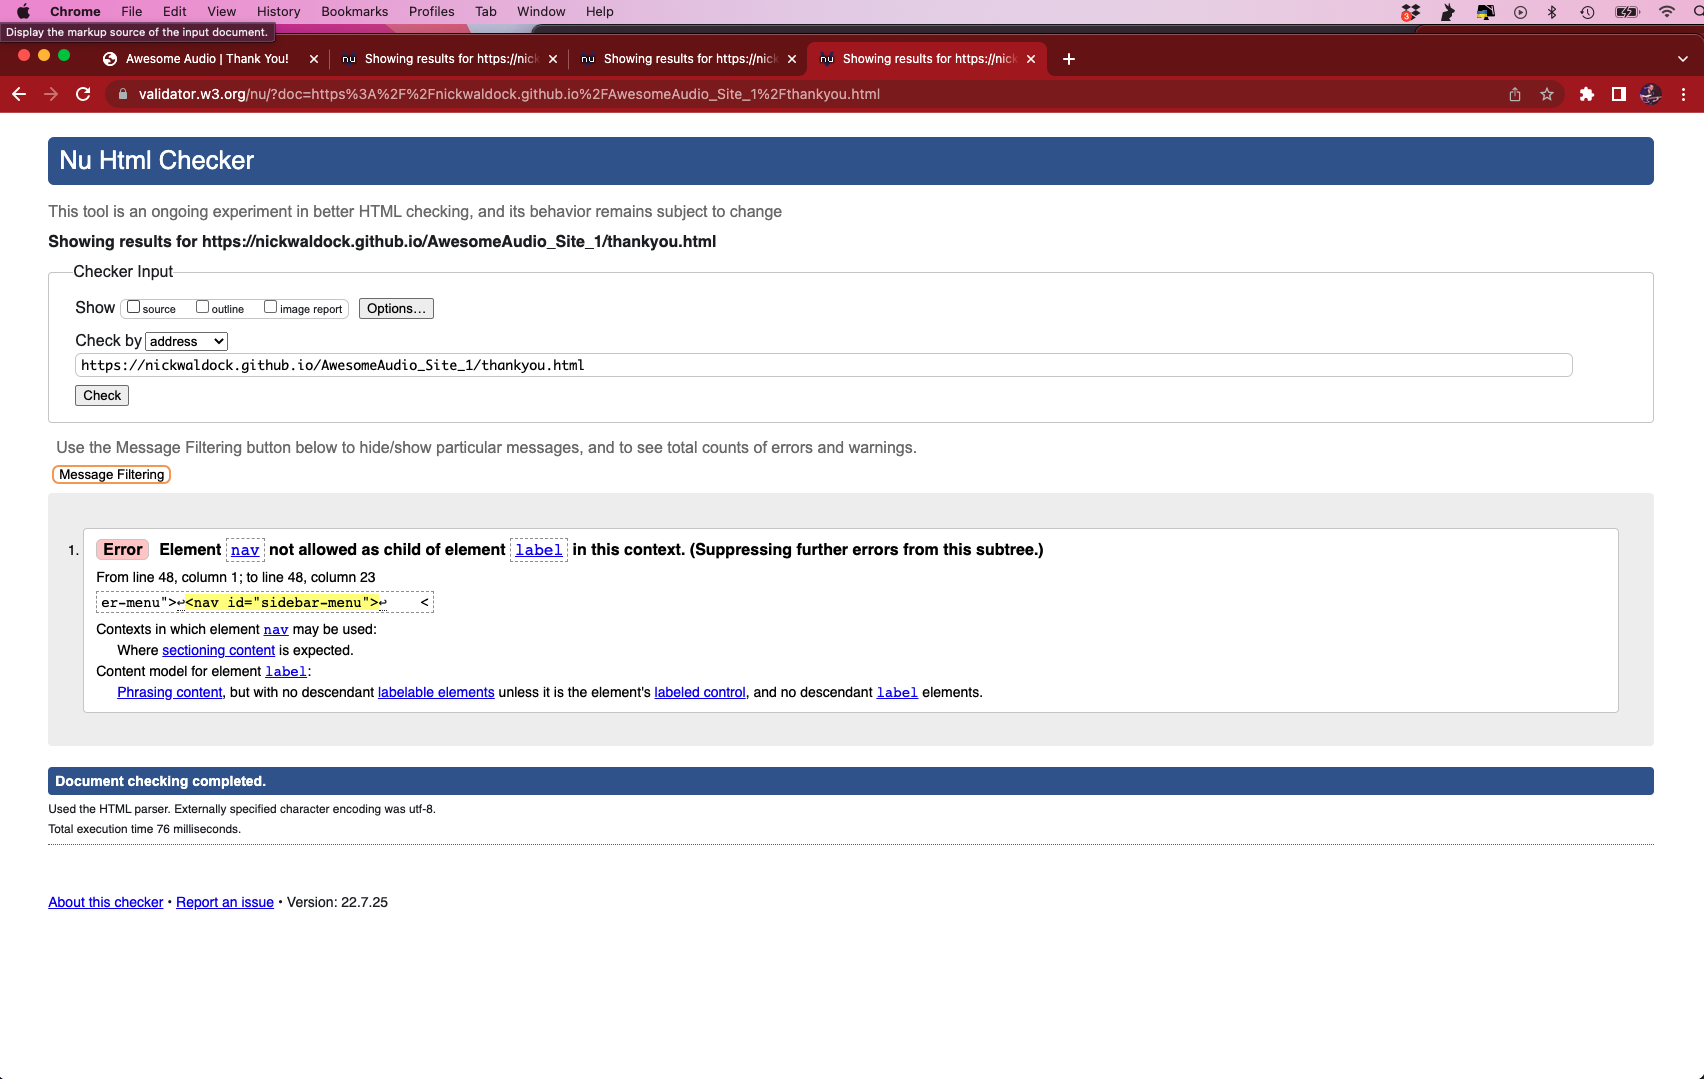 Chrome File Edit View History Bookmarks Profiles Tab Window Help
3
Display the markup source of the input document.
Awesome Audio | Thank You!
nu Showing results for https://nick
nu Showing results for https://nick
nu Showing results for https://nick
validator.w3.org/nu/?doc=https%3A%2F%2Fnickwaldock.github.io%2FAwesomeAudio_Site_1%2Fthankyou.html
Nu Html Checker
This tool is an ongoing experiment in better HTML checking, and its behavior remains subject to change
Showing results for https://nickwaldock.github.io/AwesomeAudio_Site_1/thankyou.html
Checker Input
Show source outline image report Options...
Check by address
https://nickwaldock.github.io/AwesomeAudio_Site_1/thankyou.html
Check
Use the Message Filtering button below to hide/show particular messages, and to see total counts of errors and warnings.
Message Filtering
1. Error Element nav not allowed as child of element label in this context. (Suppressing further errors from this subtree.)
From line 48, column 1; to line 48, column 23
er-menu">↩<nav id="sidebar-menu">↩ <
Contexts in which element nav may be used:
Where sectioning content is expected.
Content model for element label:
Phrasing content, but with no descendant labelable elements unless it is the element's labeled control, and no descendant label elements.
Document checking completed.
Used the HTML parser. Externally specified character encoding was utf-8.
Total execution time 76 milliseconds.
About this checker • Report an issue • Version: 22.7.25